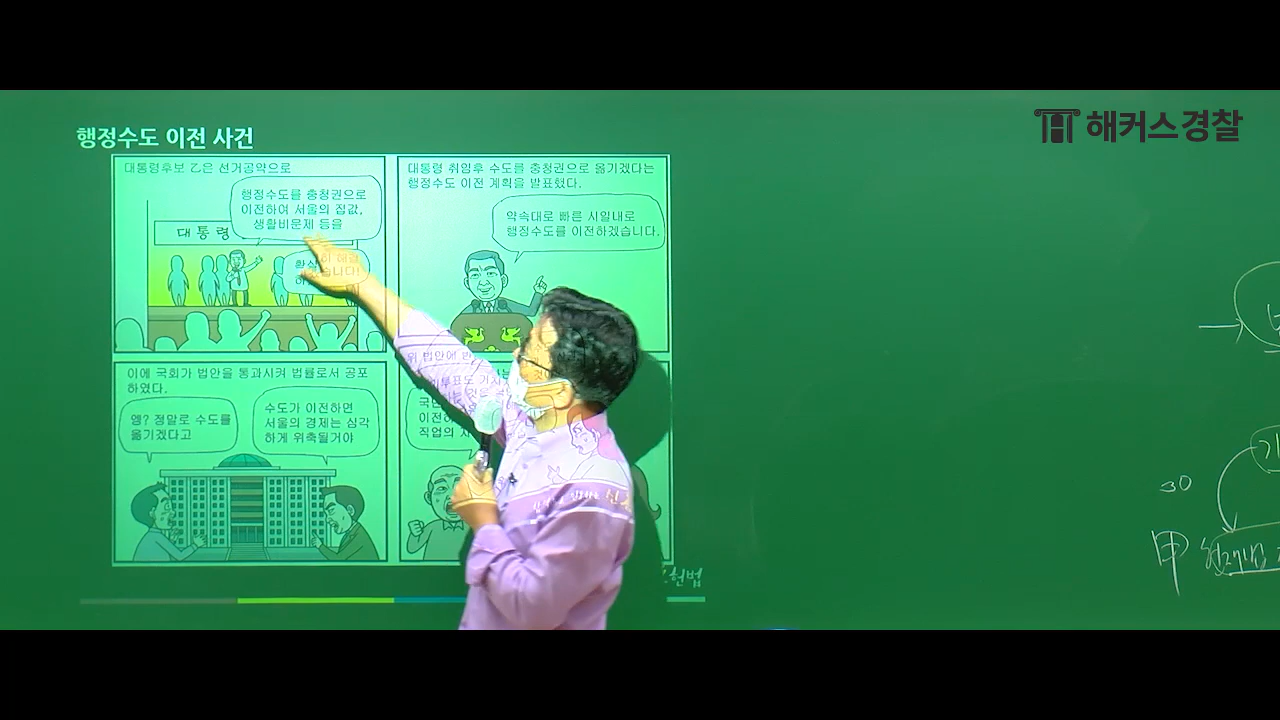 해커스경찰
행정수도 이전 사건
대통령후보 乙은 선거공약으로
행정수도를 충청권으로
이전하여 서울의 집값,
생활비문제 등을
대통령
대통령 취임후 수도를 충청권으로 옮기겠다는
행정수도 이전 계획을 발표했다.
약속대로 빠른 시일내로
행정수도를 이전하겠습니다.
이에 국회가 법안을 통과시켜 법률로서 공포
하였다.
엥? 정말로 수도를
옮기겠다고
수도가 이전하면
서울의 경제는 심각
하게 위축될거야
위 법안에
직업의
헌법
30
甲